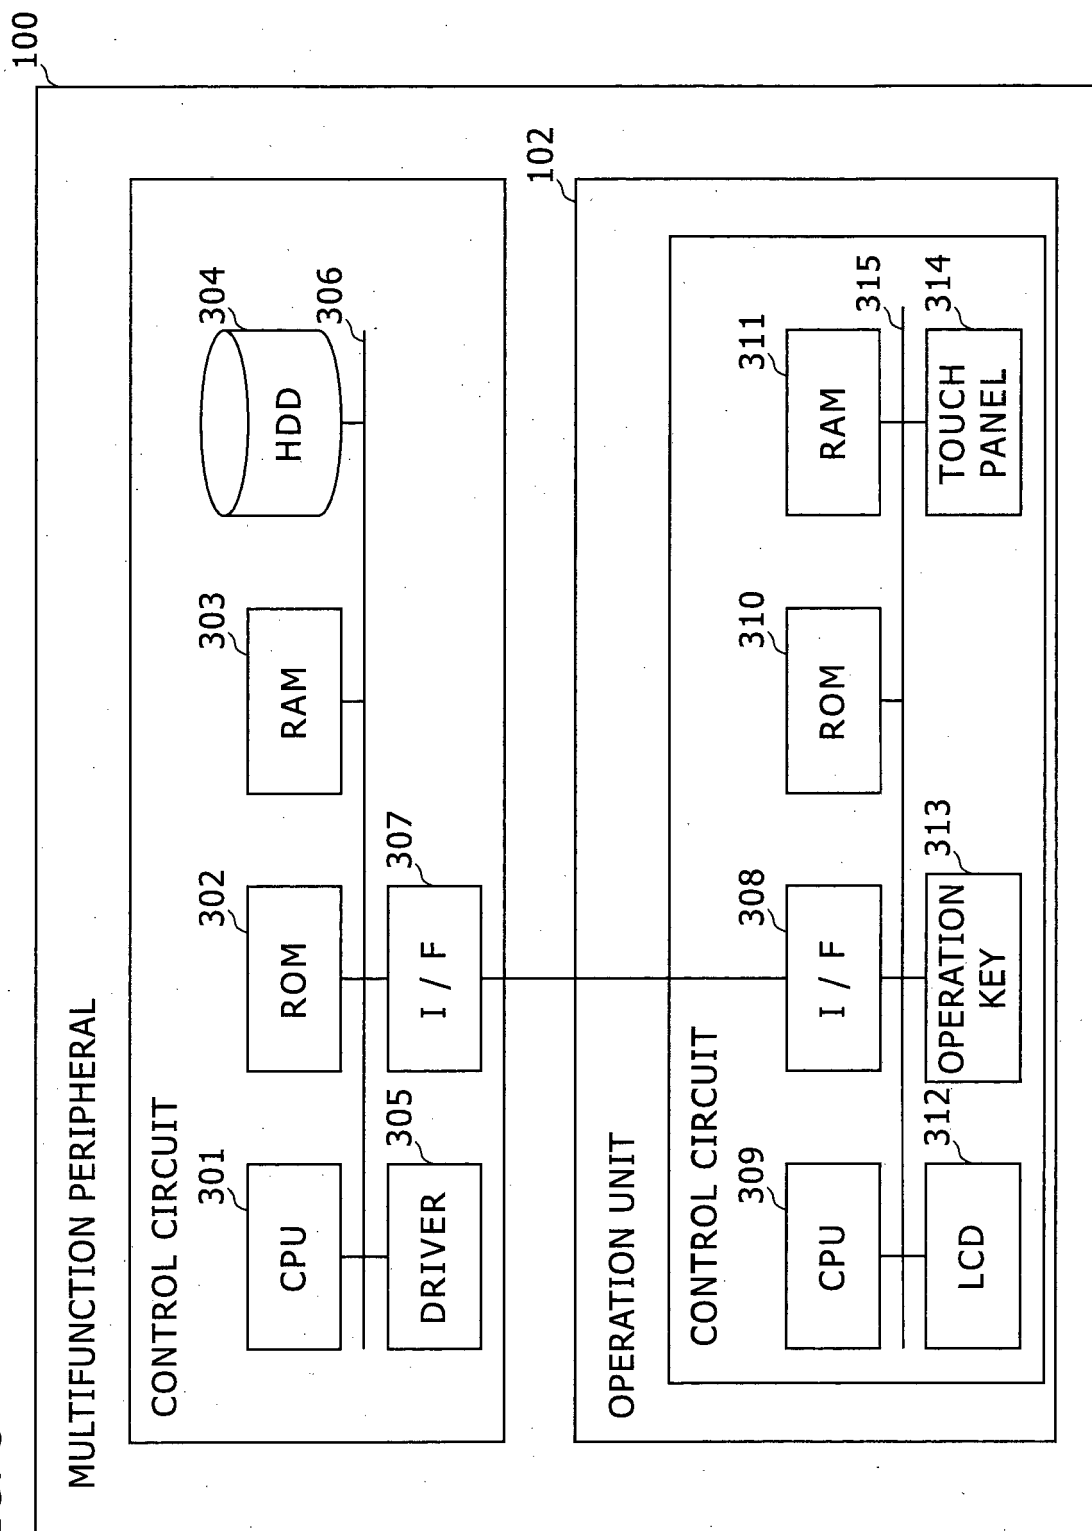 100
MULTIFUNCTION PERIPHERAL
CONTROL CIRCUIT
301
CPU
302
ROM
303
RAM
304
HDD
306
305
DRIVER
307
I / F
102
OPERATION UNIT
CONTROL CIRCUIT
309
CPU
308
I / F
310
ROM
311
RAM
315
312
LCD
313
OPERATION
KEY
314
TOUCH
PANEL